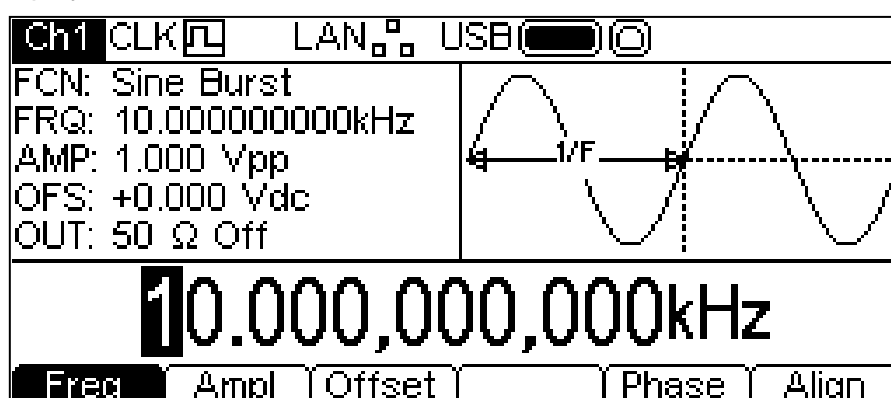 Ch1 CLK LAN USB
FCN: Sine Burst
FRQ: 10.000000000kHz
AMP: 1.000 Vpp
OFS: +0.000 Vdc
OUT: 50 Ω Off
1/F
10.000,000,000kHz
Freq Ampl Offset Phase Align